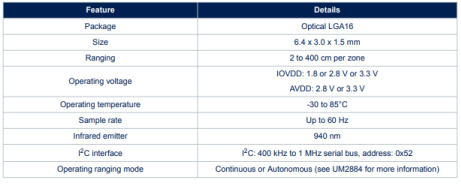 Feature Details
Package Optical LGA16
Size 6.4 x 3.0 x 1.5 mm
Ranging 2 to 400 cm per zone
Operating voltage IOVDD: 1.8 or 2.8 V or 3.3 V
AVDD: 2.8 V or 3.3 V
Operating temperature -30 to 85°C
Sample rate Up to 60 Hz
Infrared emitter 940 nm
I²C interface I²C: 400 kHz to 1 MHz serial bus, address: 0x52
Operating ranging mode Continuous or Autonomous (see UM2884 for more information)